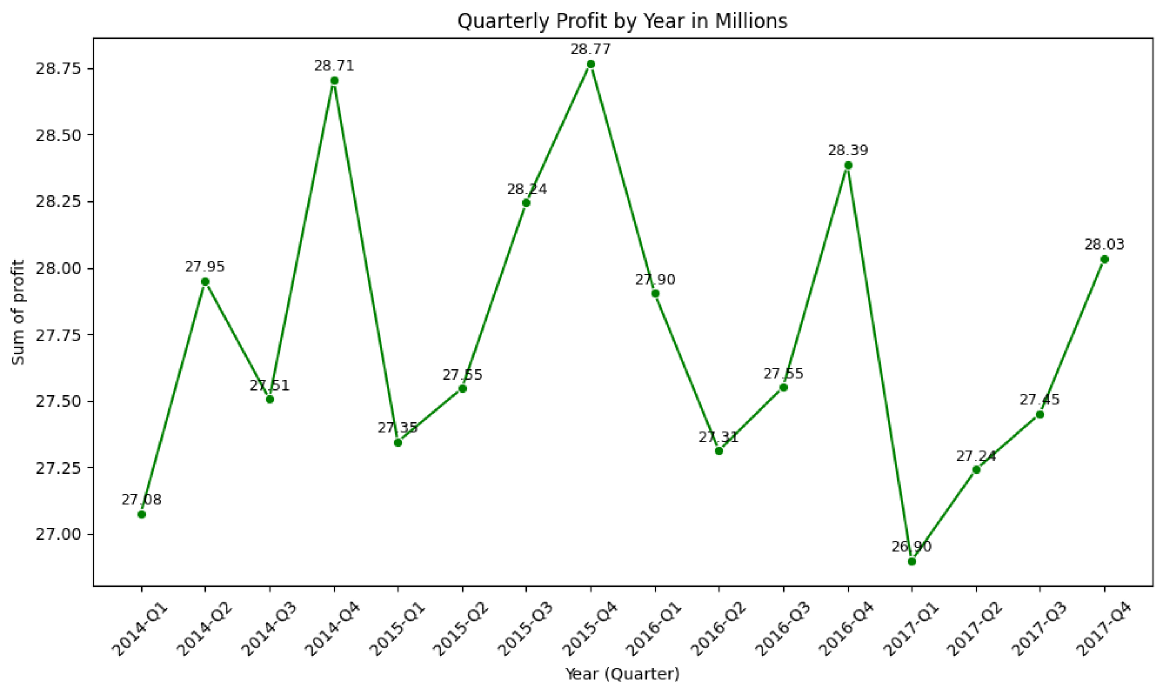 Quarterly Profit by Year in Millions
Sum of profit
28.75
28.50
28.25
28.00
27.75
27.50
27.25
27.00
27.08
27.95
27.51
28.71
27.35
27.55
28.24
28.77
27.90
27.31
27.55
28.39
26.90
27.24
27.45
28.03
2014-Q1
2014-Q2
2014-Q3
2014-Q4
2015-Q1
2015-Q2
2015-Q3
2015-Q4
2016-Q1
2016-Q2
2016-Q3
2016-Q4
2017-Q1
2017-Q2
2017-Q3
2017-Q4
Year (Quarter)